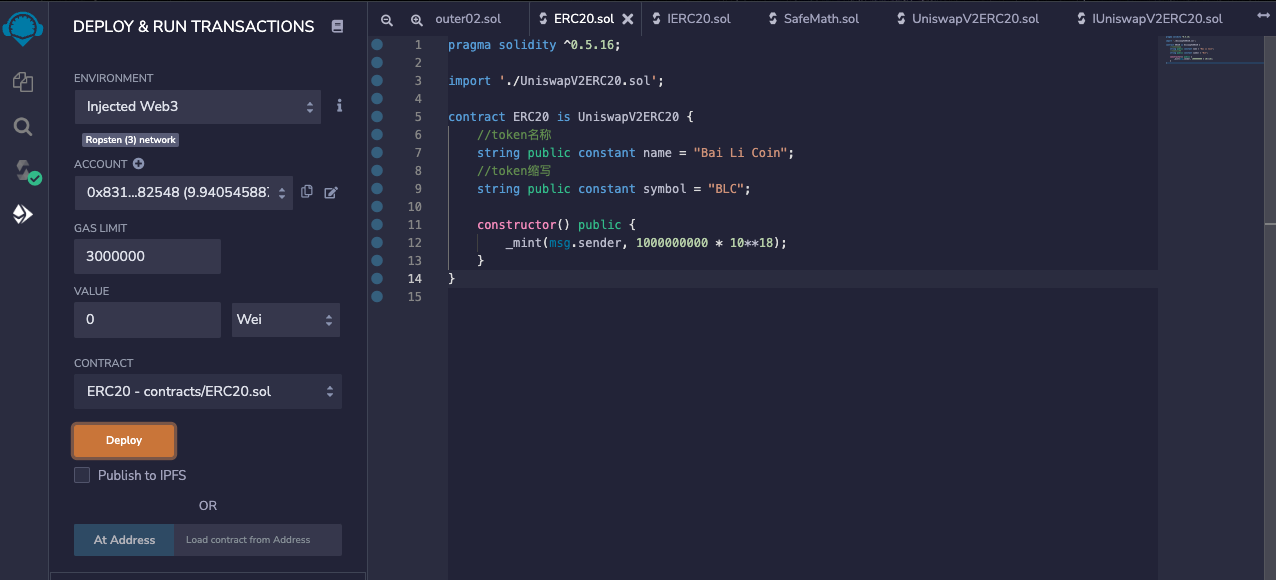 DEPLOY & RUN TRANSACTIONS
ENVIRONMENT
Injected Web3
Ropsten (3) network
ACCOUNT
0x831...82548 (9.940545887
GAS LIMIT
3000000
VALUE
0
Wei
CONTRACT
ERC20 - contracts/ERC20.sol
Deploy
Publish to IPFS
OR
At Address
Load contract from Address
outer02.sol
ERC20.sol
IERC20.sol
SafeMath.sol
UniswapV2ERC20.sol
IUniswapV2ERC20.sol
1 pragma solidity ^0.5.16;
2
3 import './UniswapV2ERC20.sol';
4
5 contract ERC20 is UniswapV2ERC20 {
6 //token名称
7 string public constant name = "Bai Li Coin";
8 //token缩写
9 string public constant symbol = "BLC";
10
11 constructor() public {
12 _mint(msg.sender, 1000000000 * 10**18);
13 }
14 }
15